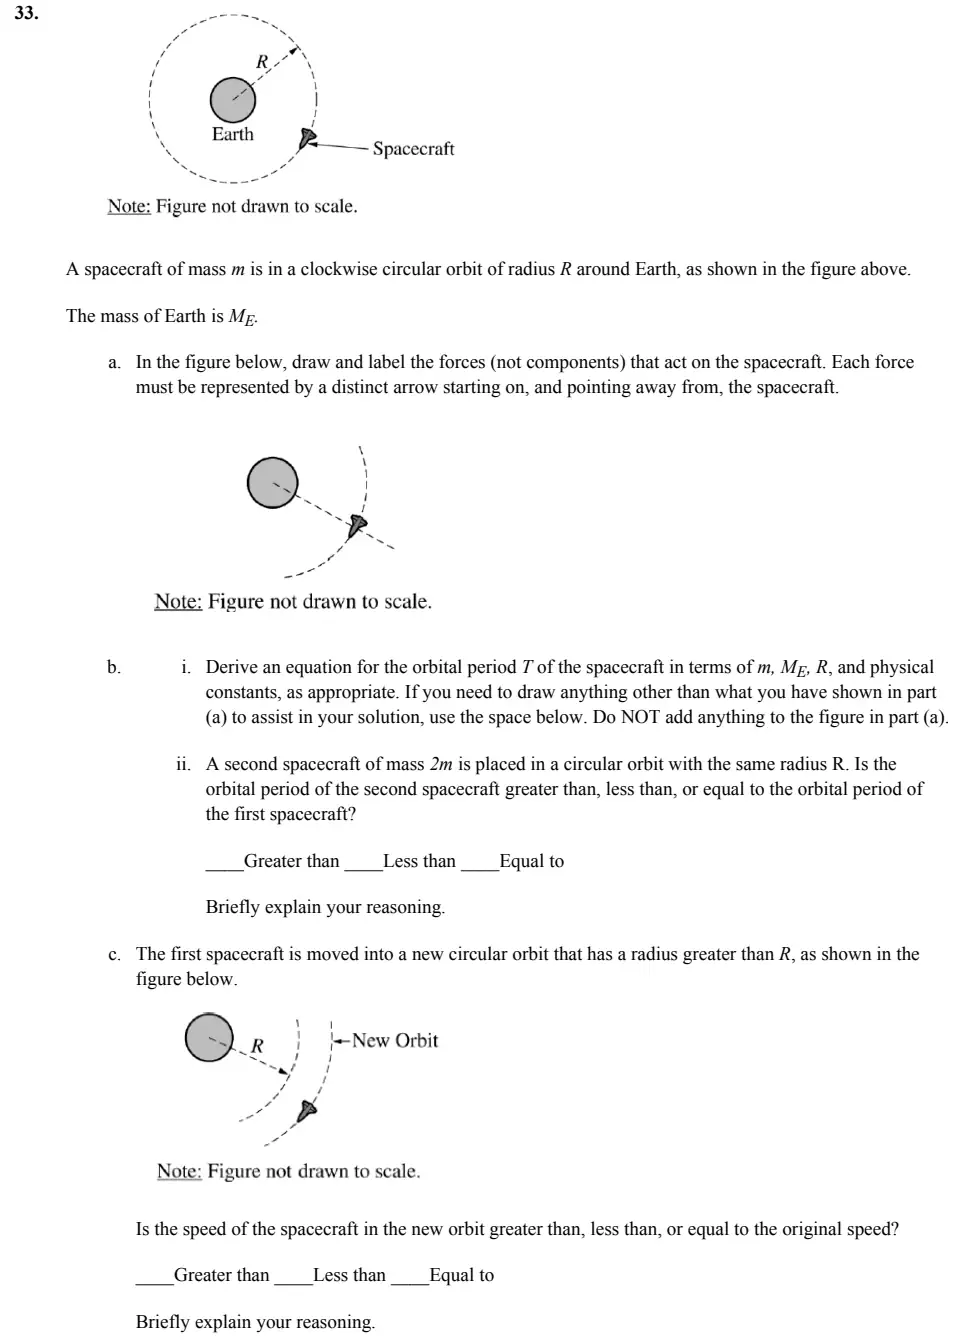 33.
R
Earth
Spacecraft
Note: Figure not drawn to scale.
A spacecraft of mass m is in a clockwise circular orbit of radius R around Earth, as shown in the figure above.
The mass of Earth is M_E.
a. In the figure below, draw and label the forces (not components) that act on the spacecraft. Each force
must be represented by a distinct arrow starting on, and pointing away from, the spacecraft.
Note: Figure not drawn to scale.
b. i. Derive an equation for the orbital period T of the spacecraft in terms of m, M_E, R, and physical
constants, as appropriate. If you need to draw anything other than what you have shown in part
(a) to assist in your solution, use the space below. Do NOT add anything to the figure in part (a).
ii. A second spacecraft of mass 2m is placed in a circular orbit with the same radius R. Is the
orbital period of the second spacecraft greater than, less than, or equal to the orbital period of
the first spacecraft?
____Greater than ____Less than ____Equal to
Briefly explain your reasoning.
c. The first spacecraft is moved into a new circular orbit that has a radius greater than R, as shown in the
figure below.
R
New Orbit
Note: Figure not drawn to scale.
Is the speed of the spacecraft in the new orbit greater than, less than, or equal to the original speed?
____Greater than ____Less than ____Equal to
Briefly explain your reasoning.